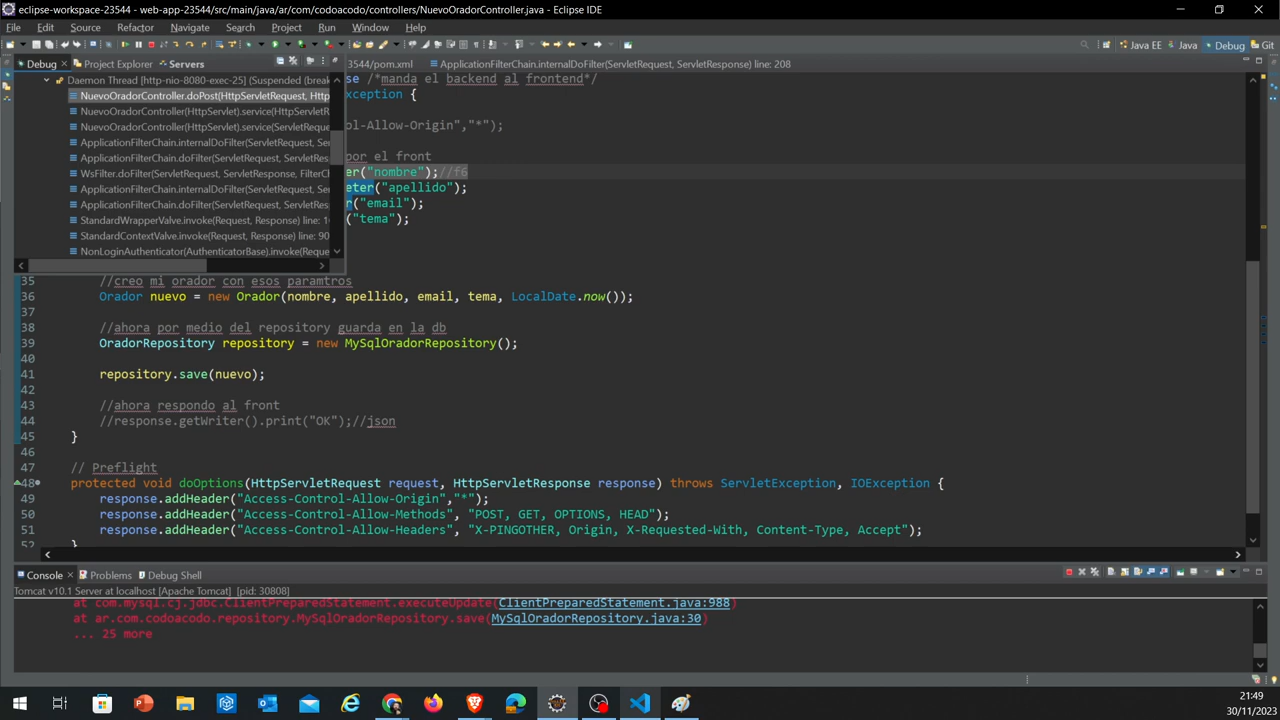 eclipse-workspace-23544 - web-app-23544/src/main/java/ar/com/codoacodo/controllers/NuevoOradorController.java - Eclipse IDE
File Edit Source Refactor Navigate Search Project Run Window Help
Java EE Java Debug Git
Debug Project Explorer Servers
54/pom.xml ApplicationFilterChain.internalDoFilter(ServletRequest, ServletResponse) line: 208
Daemon Thread [http-nio-8080-exec-25] (Suspended (break
NuevoOradorController.doPost(HttpServletRequest, Http
NuevoOradorController(HttpServlet).service(HttpServletR
NuevoOradorController(HttpServlet).service(ServletReque
ApplicationFilterChain.internalDoFilter(ServletRequest, Se
ApplicationFilterChain.doFilter(ServletRequest, ServletRes
WsFilter.doFilter(ServletRequest, ServletResponse, FilterCh
ApplicationFilterChain.internalDoFilter(ServletRequest, Se
ApplicationFilterChain.doFilter(ServletRequest, ServletRes
StandardWrapperValve.invoke(Request, Response) line: 1
StandardContextValve.invoke(Request, Response) line: 90
NonLoginAuthenticator(AuthenticatorBase).invoke(Reque
se /*manda el backend al frontend*/
xception {
ol-Allow-Origin","*");
por el front
er("nombre");//f6
eter("apellido");
r("email");
("tema");
35 //creo mi orador con esos paramtros
36 Orador nuevo = new Orador(nombre, apellido, email, tema, LocalDate.now());
37
38 //ahora por medio del repository guarda en la db
39 OradorRepository repository = new MySqlOradorRepository();
40
41 repository.save(nuevo);
42
43 //ahora respondo al front
44 //response.getWriter().print("OK");//json
45 }
46
47 // Preflight
48 protected void doOptions(HttpServletRequest request, HttpServletResponse response) throws ServletException, IOException {
49 response.addHeader("Access-Control-Allow-Origin","*");
50 response.addHeader("Access-Control-Allow-Methods", "POST, GET, OPTIONS, HEAD");
51 response.addHeader("Access-Control-Allow-Headers", "X-PINGOTHER, Origin, X-Requested-With, Content-Type, Accept");
52 }
Console Problems Debug Shell
Tomcat v10.1 Server at localhost [Apache Tomcat] [pid: 30808]
at com.mysql.cj.jdbc.ClientPreparedStatement.executeUpdate(ClientPreparedStatement.java:988)
at ar.com.codoacodo.repository.MySqlOradorRepository.save(MySqlOradorRepository.java:30)
... 25 more
21:49
30/11/2023